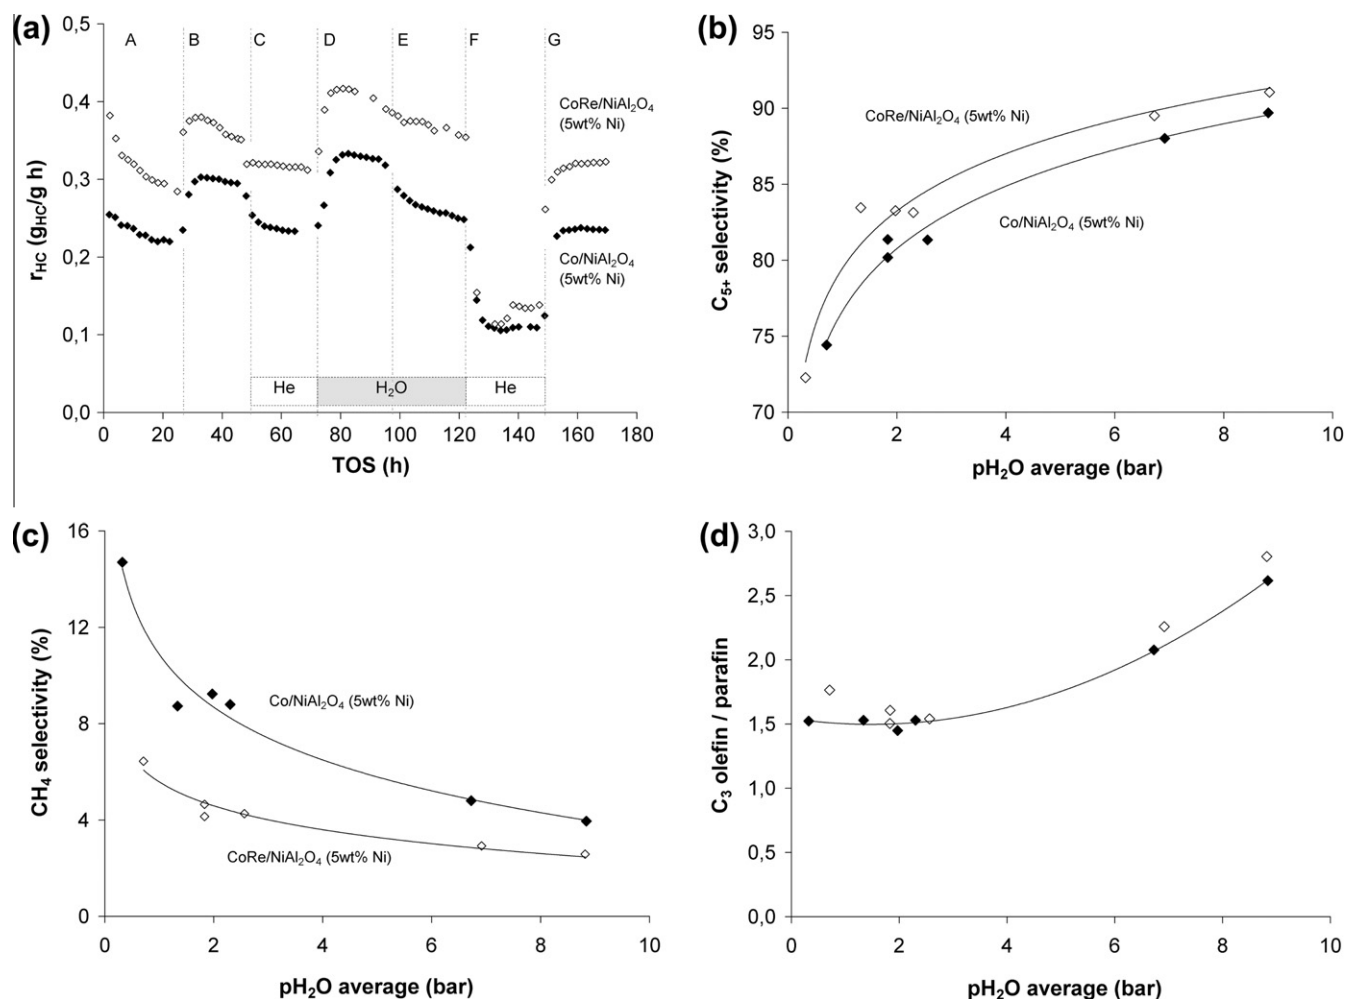 (a)
0,5
0,4
0,3
0,2
0,1
0,0
r_HC (g_HC/g h)
A B C D E F G
CoRe/NiAl₂O₄
(5wt% Ni)
Co/NiAl₂O₄
(5wt% Ni)
He H₂O He
0 20 40 60 80 100 120 140 160 180
TOS (h)
(b)
95
90
85
80
75
70
C₅₊ selectivity (%)
CoRe/NiAl₂O₄ (5wt% Ni)
Co/NiAl₂O₄ (5wt% Ni)
0 2 4 6 8 10
pH₂O average (bar)
(c)
16
12
8
4
0
CH₄ selectivity (%)
Co/NiAl₂O₄ (5wt% Ni)
CoRe/NiAl₂O₄ (5wt% Ni)
0 2 4 6 8 10
pH₂O average (bar)
(d)
3,0
2,5
2,0
1,5
1,0
0,5
0,0
C₃ olefin / parafin
0 2 4 6 8 10
pH₂O average (bar)